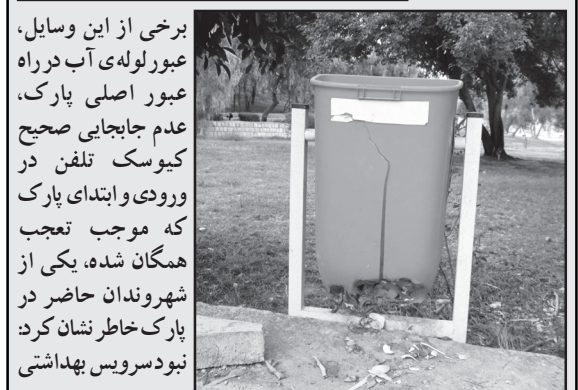 برخی از این وسایل،
عبور لوله‌ی آب در راه
عبور اصلی پارک،
عدم جابجایی صحیح
کیوسک تلفن در
ورودی و ابتدای پارک
که موجب تعجب
همگان شده، یکی از
شهروندان حاضر در
پارک خاطر نشان کرد:
نبود سرویس بهداشتی